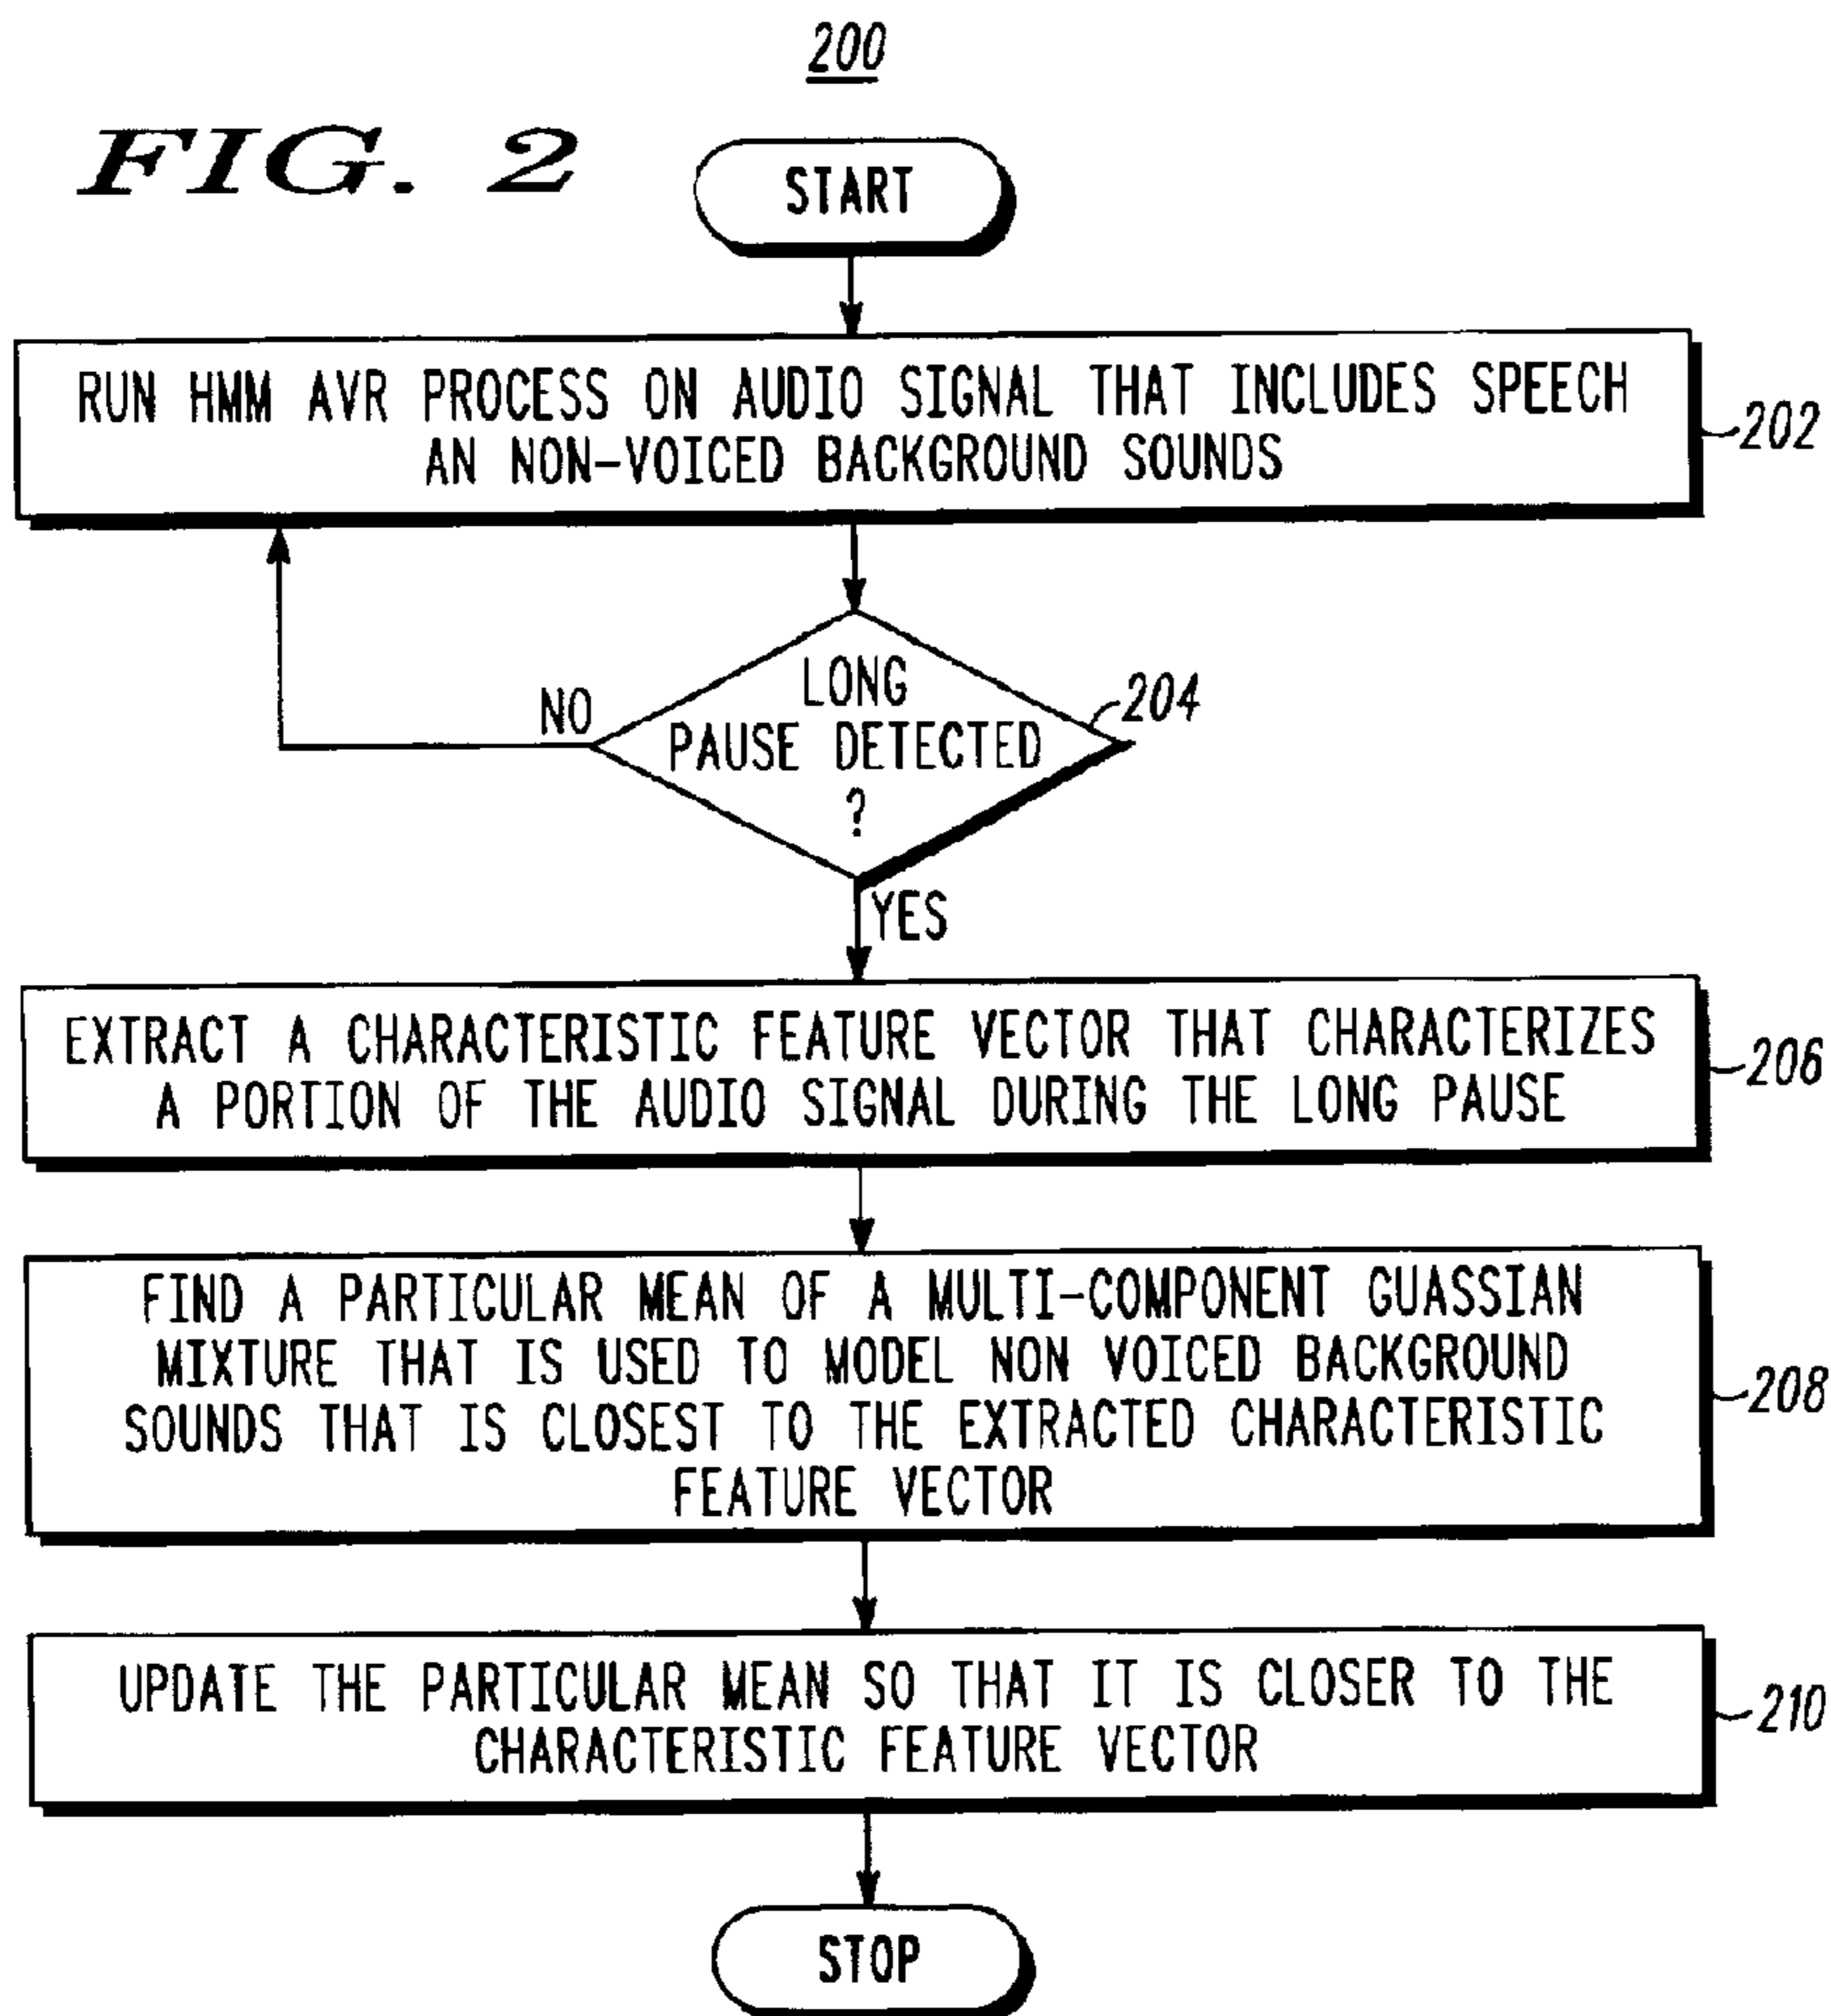 200
FIG. 2
START
RUN HMM AVR PROCESS ON AUDIO SIGNAL THAT INCLUDES SPEECH
AN NON-VOICED BACKGROUND SOUNDS
202
LONG
PAUSE DETECTED
?
204
NO
YES
EXTRACT A CHARACTERISTIC FEATURE VECTOR THAT CHARACTERIZES
A PORTION OF THE AUDIO SIGNAL DURING THE LONG PAUSE
206
FIND A PARTICULAR MEAN OF A MULTI-COMPONENT GUASSIAN
MIXTURE THAT IS USED TO MODEL NON VOICED BACKGROUND
SOUNDS THAT IS CLOSEST TO THE EXTRACTED CHARACTERISTIC
FEATURE VECTOR
208
UPDATE THE PARTICULAR MEAN SO THAT IT IS CLOSER TO THE
CHARACTERISTIC FEATURE VECTOR
210
STOP